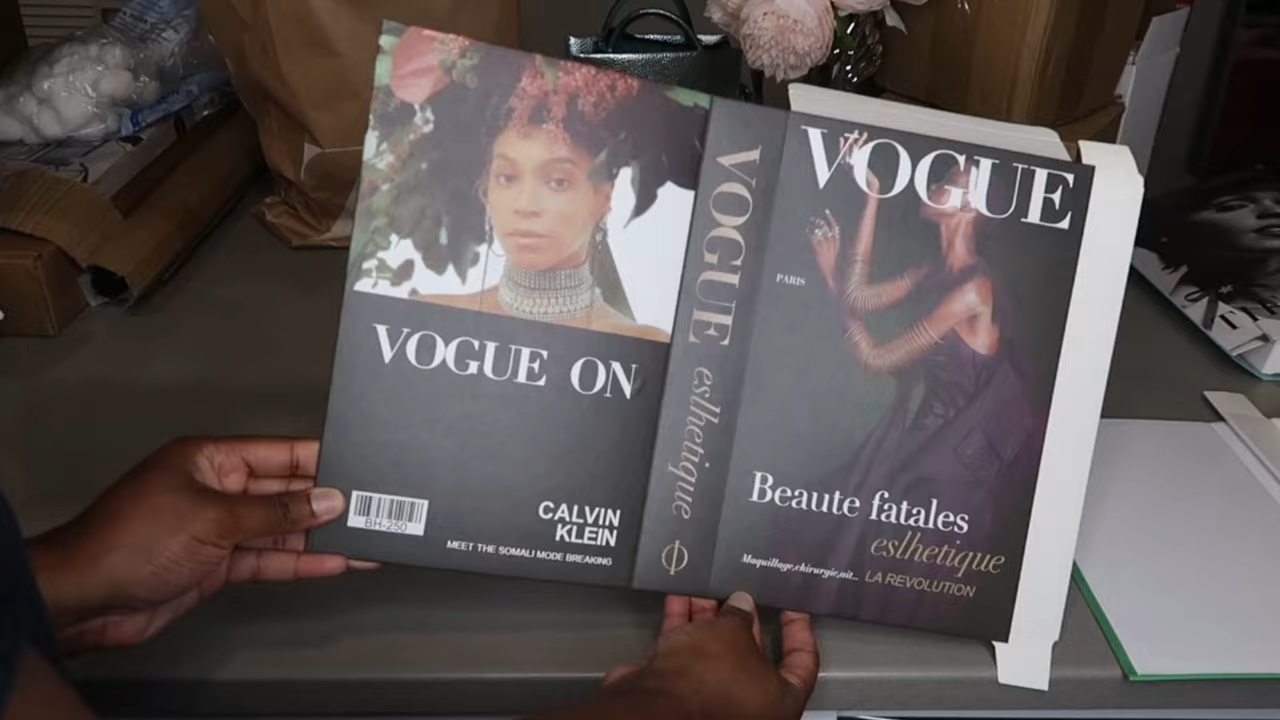 VOGUE ON
BH-250
CALVIN
KLEIN
MEET THE SOMALI MODE BREAKING
VOGUE eslhetique
VOGUE
PARIS
Beaute fatales
eslhetique
Maquillage,chirurgie,ait...
LA REVOLUTION